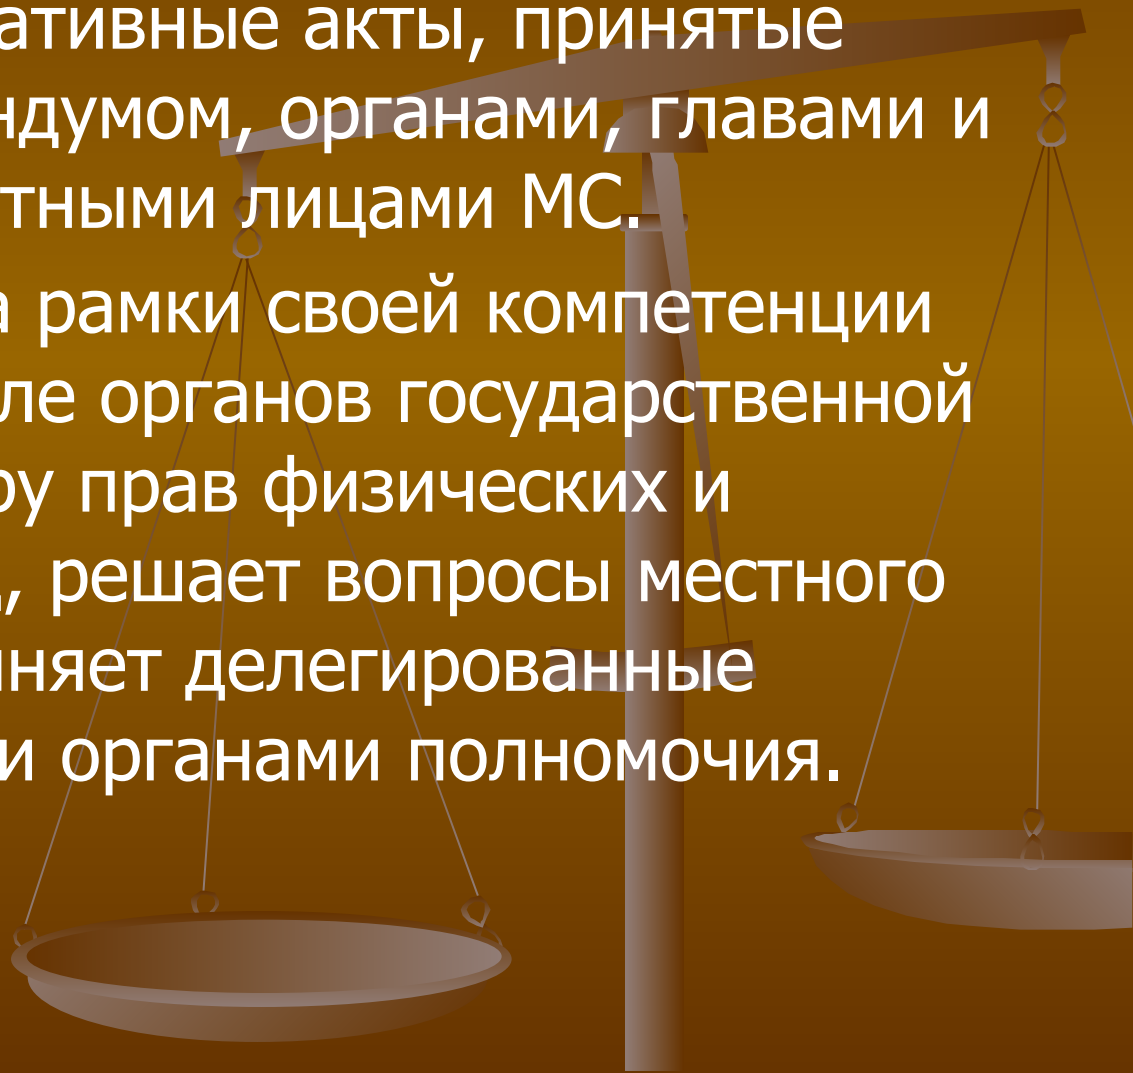 ативные акты, принятые
ндумом, органами, главами и
тными лицами МС.
а рамки своей компетенции
ле органов государственной
ру прав физических и
, решает вопросы местного
няет делегированные
и органами полномочия.